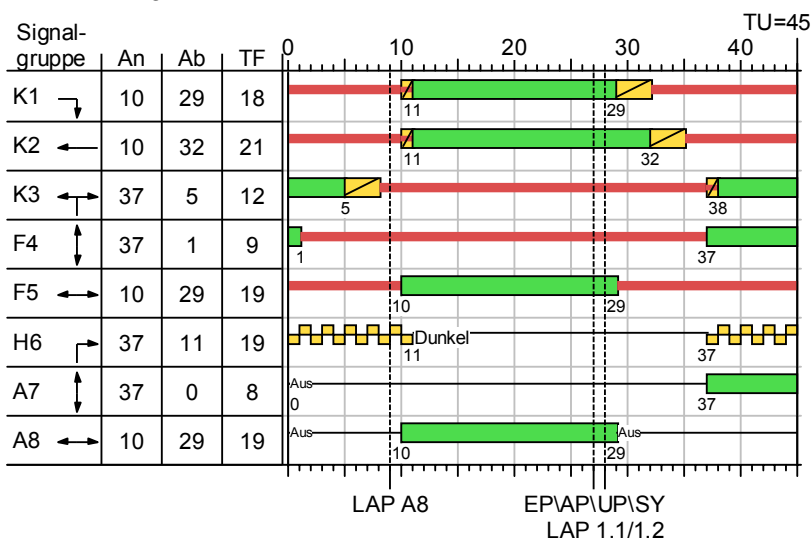 TU=45
Signal-
gruppe An Ab TF 0 10 20 30 40
K1 10 29 18
11 29
K2 10 32 21
11 32
K3 37 5 12
5 38
F4 37 1 9
1 37
F5 10 29 19
10 29
H6 37 11 19 Dunkel
11 37
A7 37 0 8 Aus
0 37
A8 10 29 19 Aus Aus
10 29
LAP A8 EP\AP\UP\SY
LAP 1.1/1.2